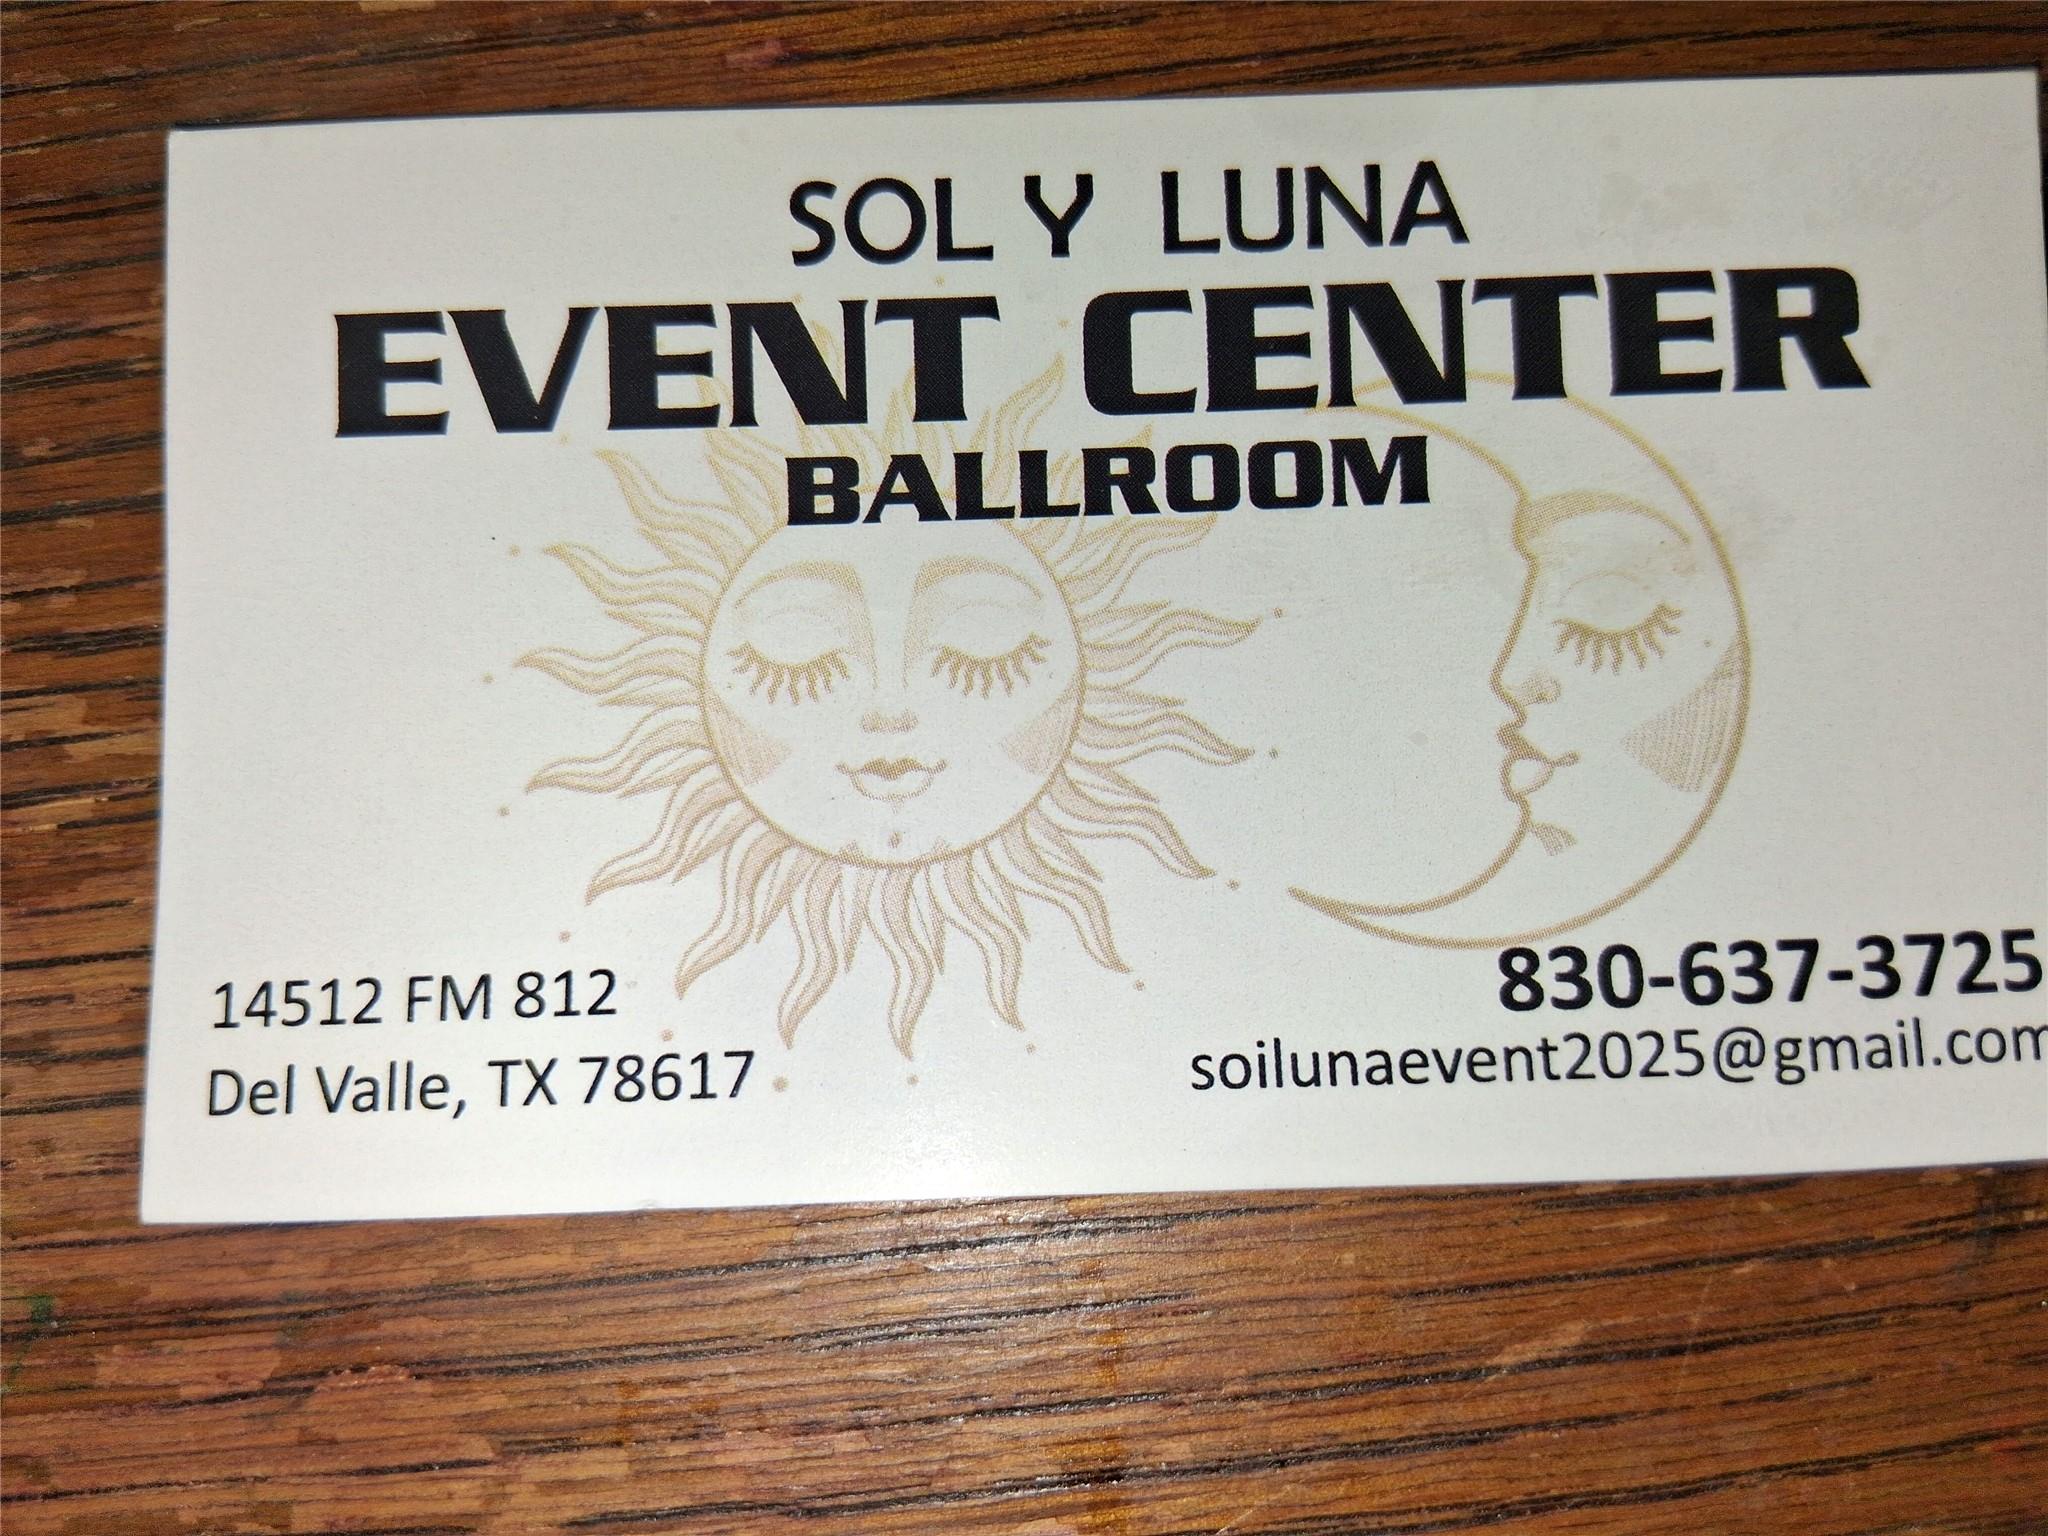 SOL Y LUNA
EVENT CENTER
BALLROOM
14512 FM 812
Del Valle, TX 78617
830-637-3725
soilunaevent2025@gmail.com